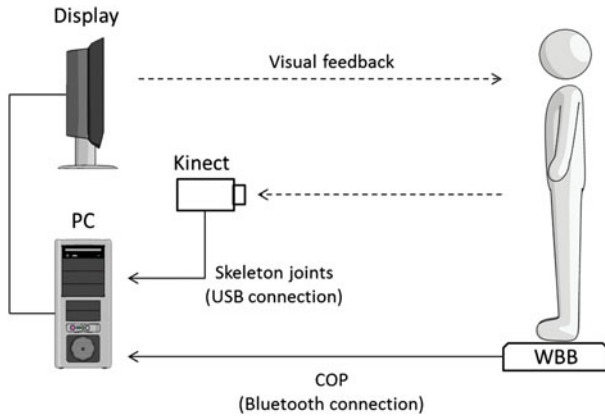 Display
Visual feedback
Kinect
PC
Skeleton joints
(USB connection)
WBB
COP
(Bluetooth connection)